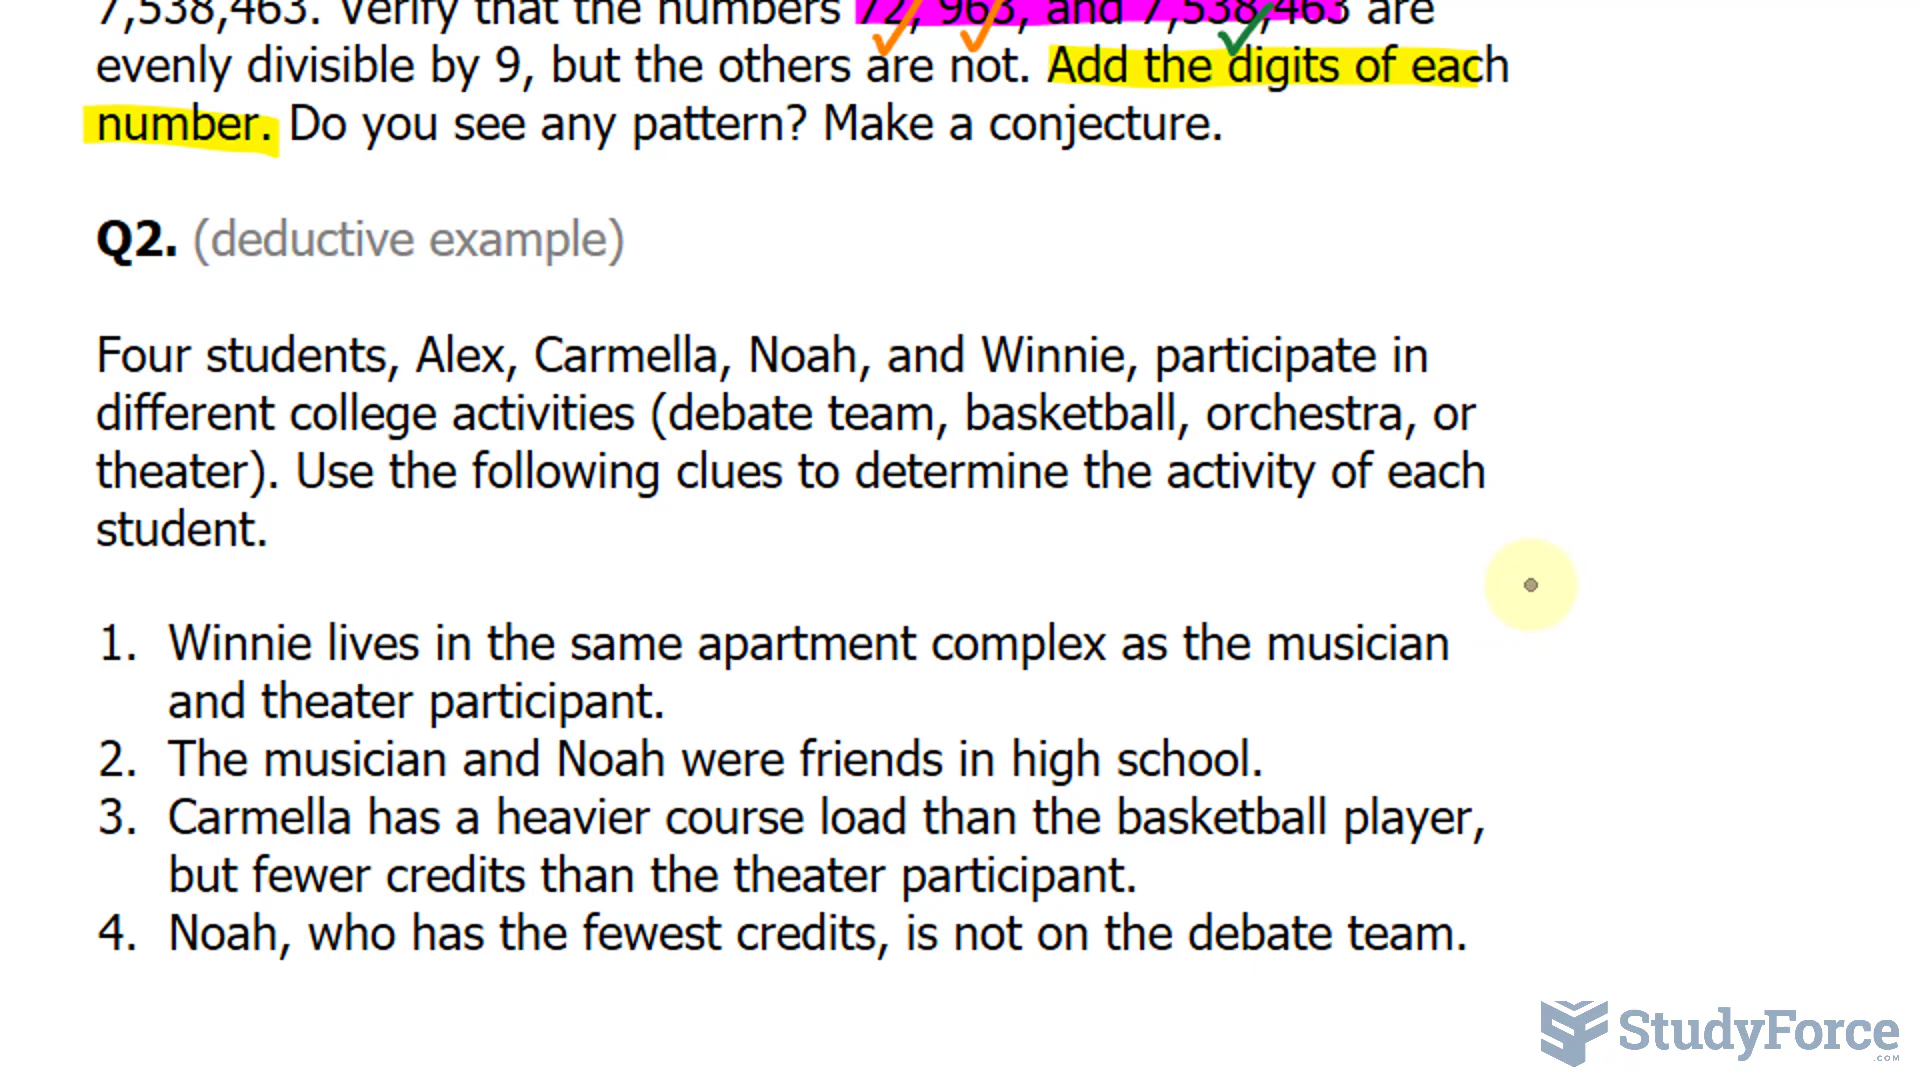 7,538,463. Verify that the numbers 72, 963, and 7,538,463 are
evenly divisible by 9, but the others are not. Add the digits of each
number. Do you see any pattern? Make a conjecture.
Q2. (deductive example)
Four students, Alex, Carmella, Noah, and Winnie, participate in
different college activities (debate team, basketball, orchestra, or
theater). Use the following clues to determine the activity of each
student.
1. Winnie lives in the same apartment complex as the musician
and theater participant.
2. The musician and Noah were friends in high school.
3. Carmella has a heavier course load than the basketball player,
but fewer credits than the theater participant.
4. Noah, who has the fewest credits, is not on the debate team.
StudyForce
.COM